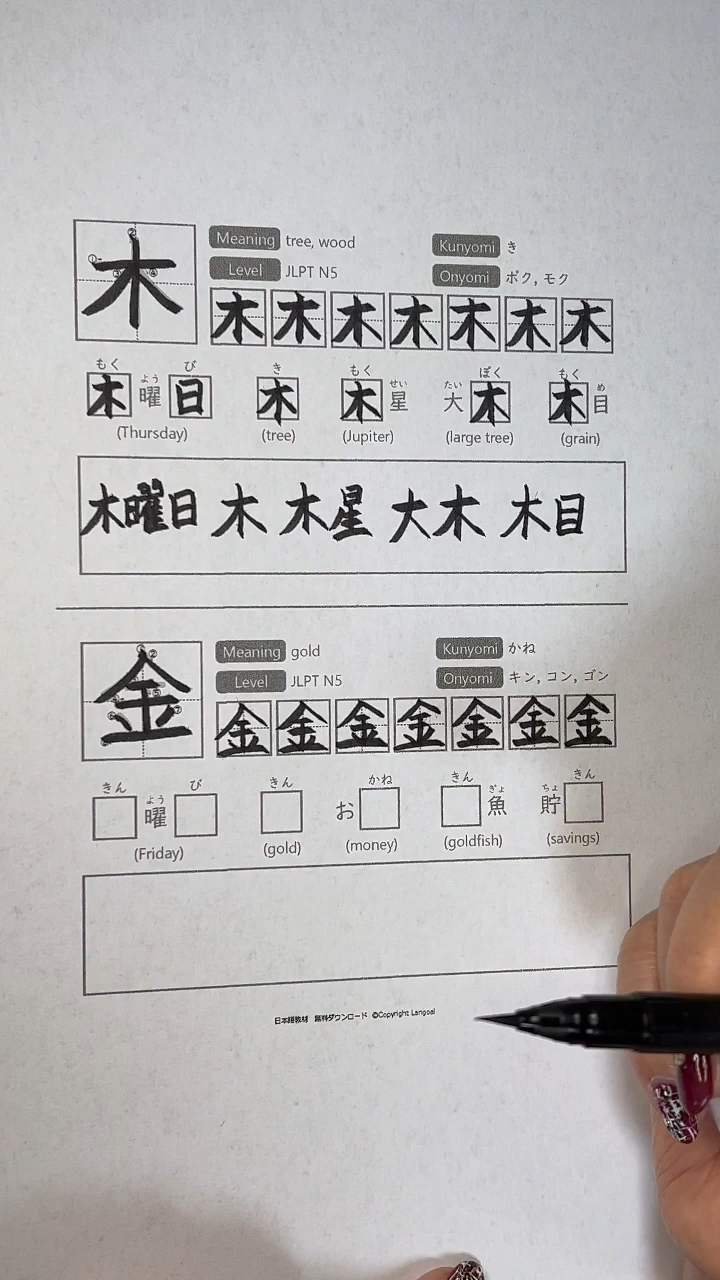 木 Meaning tree, wood Kunyomi き
Level JLPT N5 Onyomi ボク, モク
木 木 木 木 木 木 木
もく よう び き もく せい たい ぼく もく め
木曜日 木 木星 大木 木目
(Thursday) (tree) (Jupiter) (large tree) (grain)
木曜日 木 木星 大木 木目
金 Meaning gold Kunyomi かね
Level JLPT N5 Onyomi キン, コン, ゴン
金 金 金 金 金 金 金
きん よう び きん かね きん ぎょ ちょ きん
曜 お 魚 貯
(Friday) (gold) (money) (goldfish) (savings)
日本語教材 無料ダウンロード ©Copyright Langoal